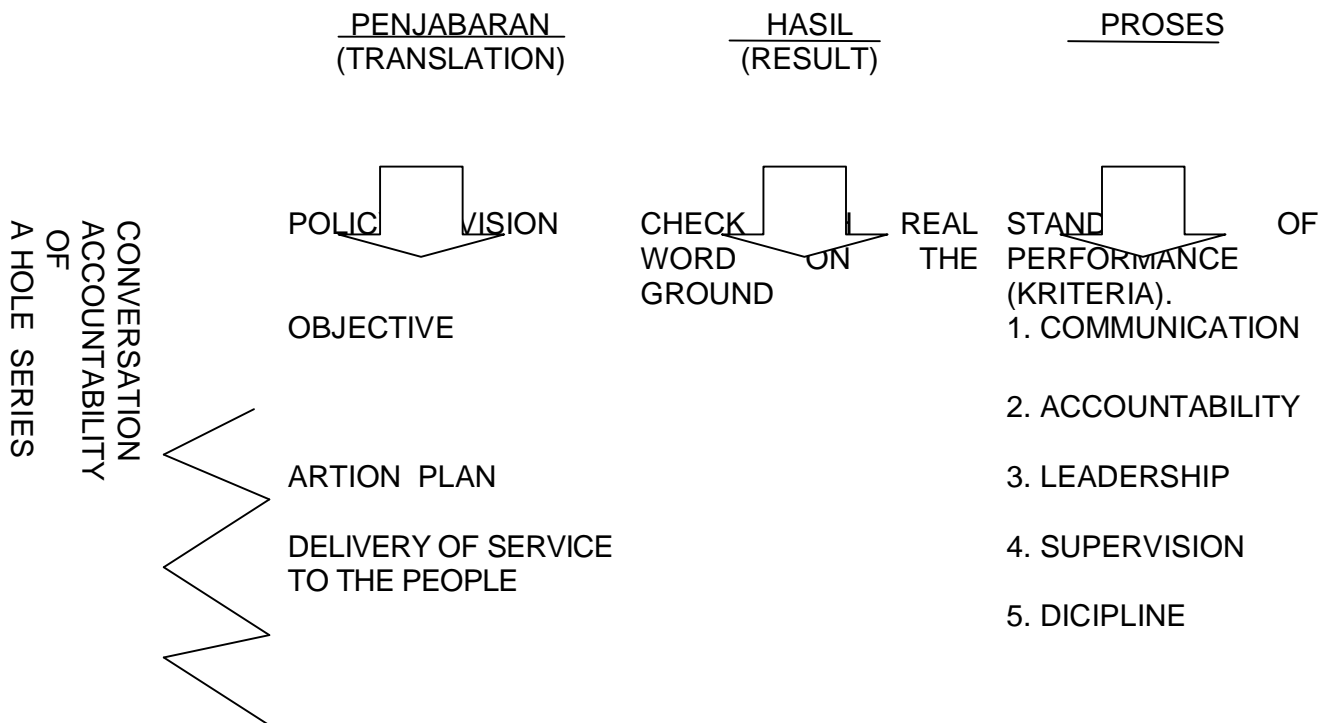 PENJABARAN
(TRANSLATION)
HASIL
(RESULT)
PROSES
CONVERSATION
ACCOUNTABILITY
OF
A HOLE SERIES
VISION
OBJECTIVE
ARTION PLAN
DELIVERY OF SERVICE
TO THE PEOPLE
CHECK REAL
WORD ON THE
GROUND
OF
PERFORMANCE
(KRITERIA).
1. COMMUNICATION
2. ACCOUNTABILITY
3. LEADERSHIP
4. SUPERVISION
5. DICIPLINE